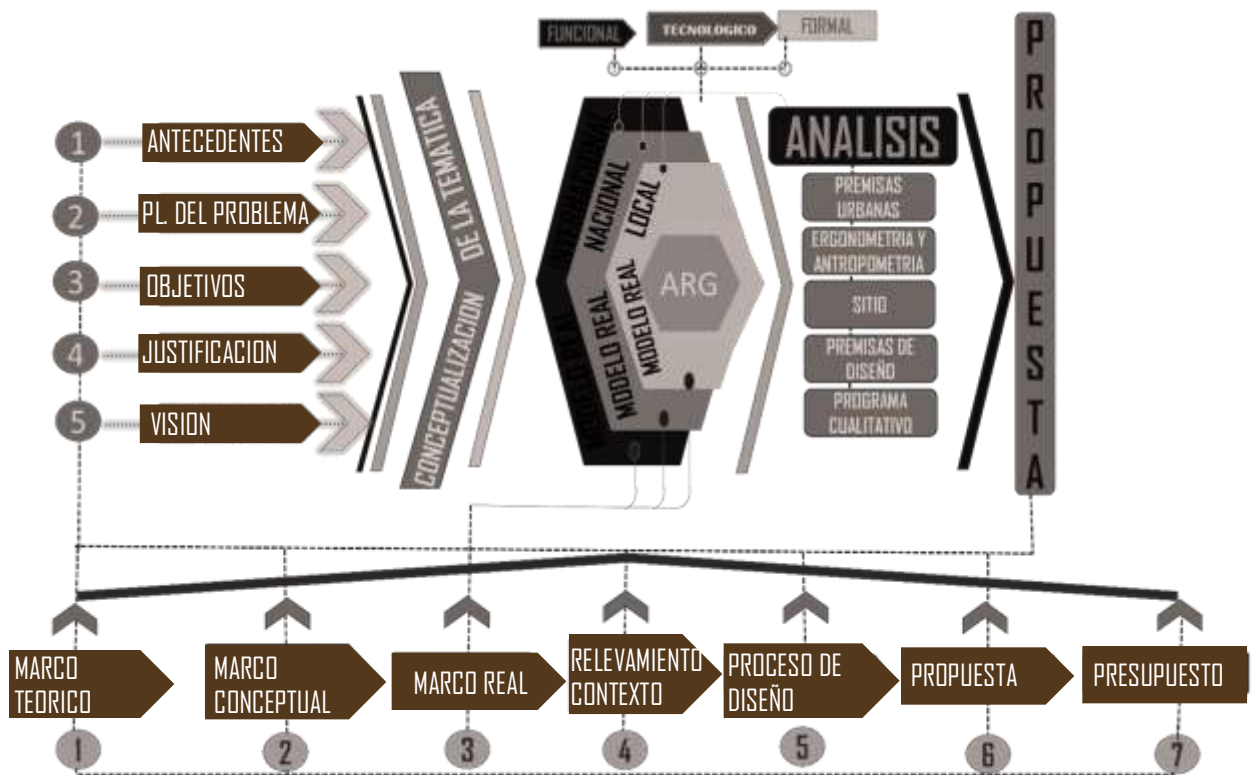 FUNCIONAL
TECNOLOGICO
FORMAL
1
ANTECEDENTES
2
PL. DEL PROBLEMA
3
OBJETIVOS
4
JUSTIFICACION
5
VISION
CONCEPTUALIZACION
DE LA TEMATICA
MODELO REAL
INTERNACIONAL
MODELO REAL
NACIONAL
MODELO REAL
LOCAL
ARG
ANALISIS
PREMISAS
URBANAS
ERGONOMETRIA Y
ANTROPOMETRIA
SITIO
PREMISAS DE
DISEÑO
PROGRAMA
CUALITATIVO
PROPUESTA
MARCO
TEORICO
MARCO
CONCEPTUAL
MARCO REAL
RELEVAMIENTO
CONTEXTO
PROCESO DE
DISEÑO
PROPUESTA
PRESUPUESTO
1
2
3
4
5
6
7